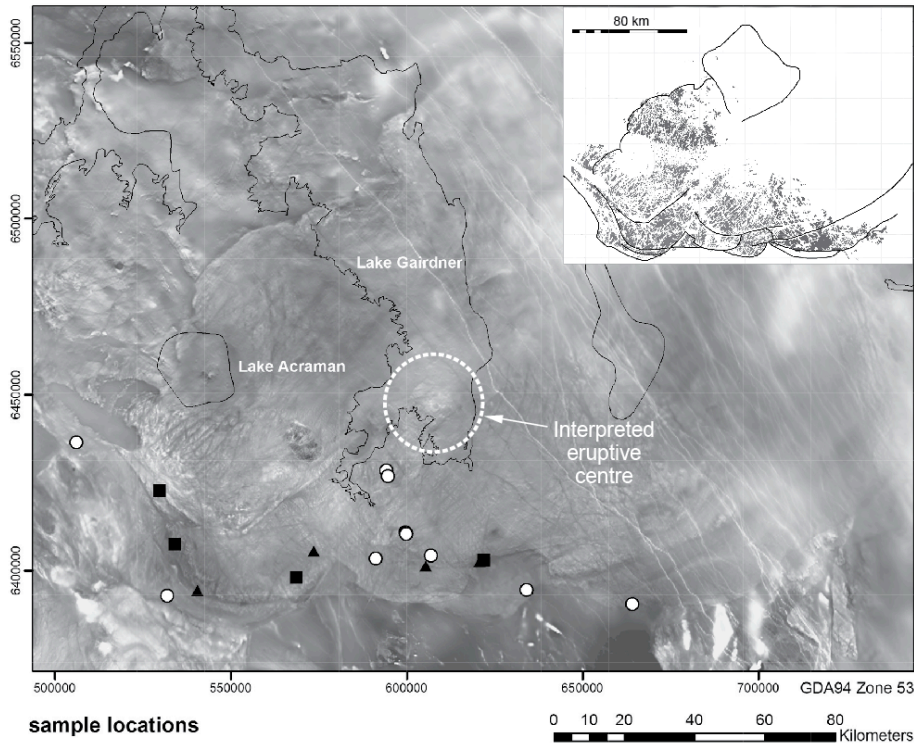 80 km
6550000
6500000
Lake Gairdner
Lake Acraman
6450000
Interpreted
eruptive
centre
6400000
500000 550000 600000 650000 700000 GDA94 Zone 53
sample locations
0 10 20 40 60 80
Kilometers